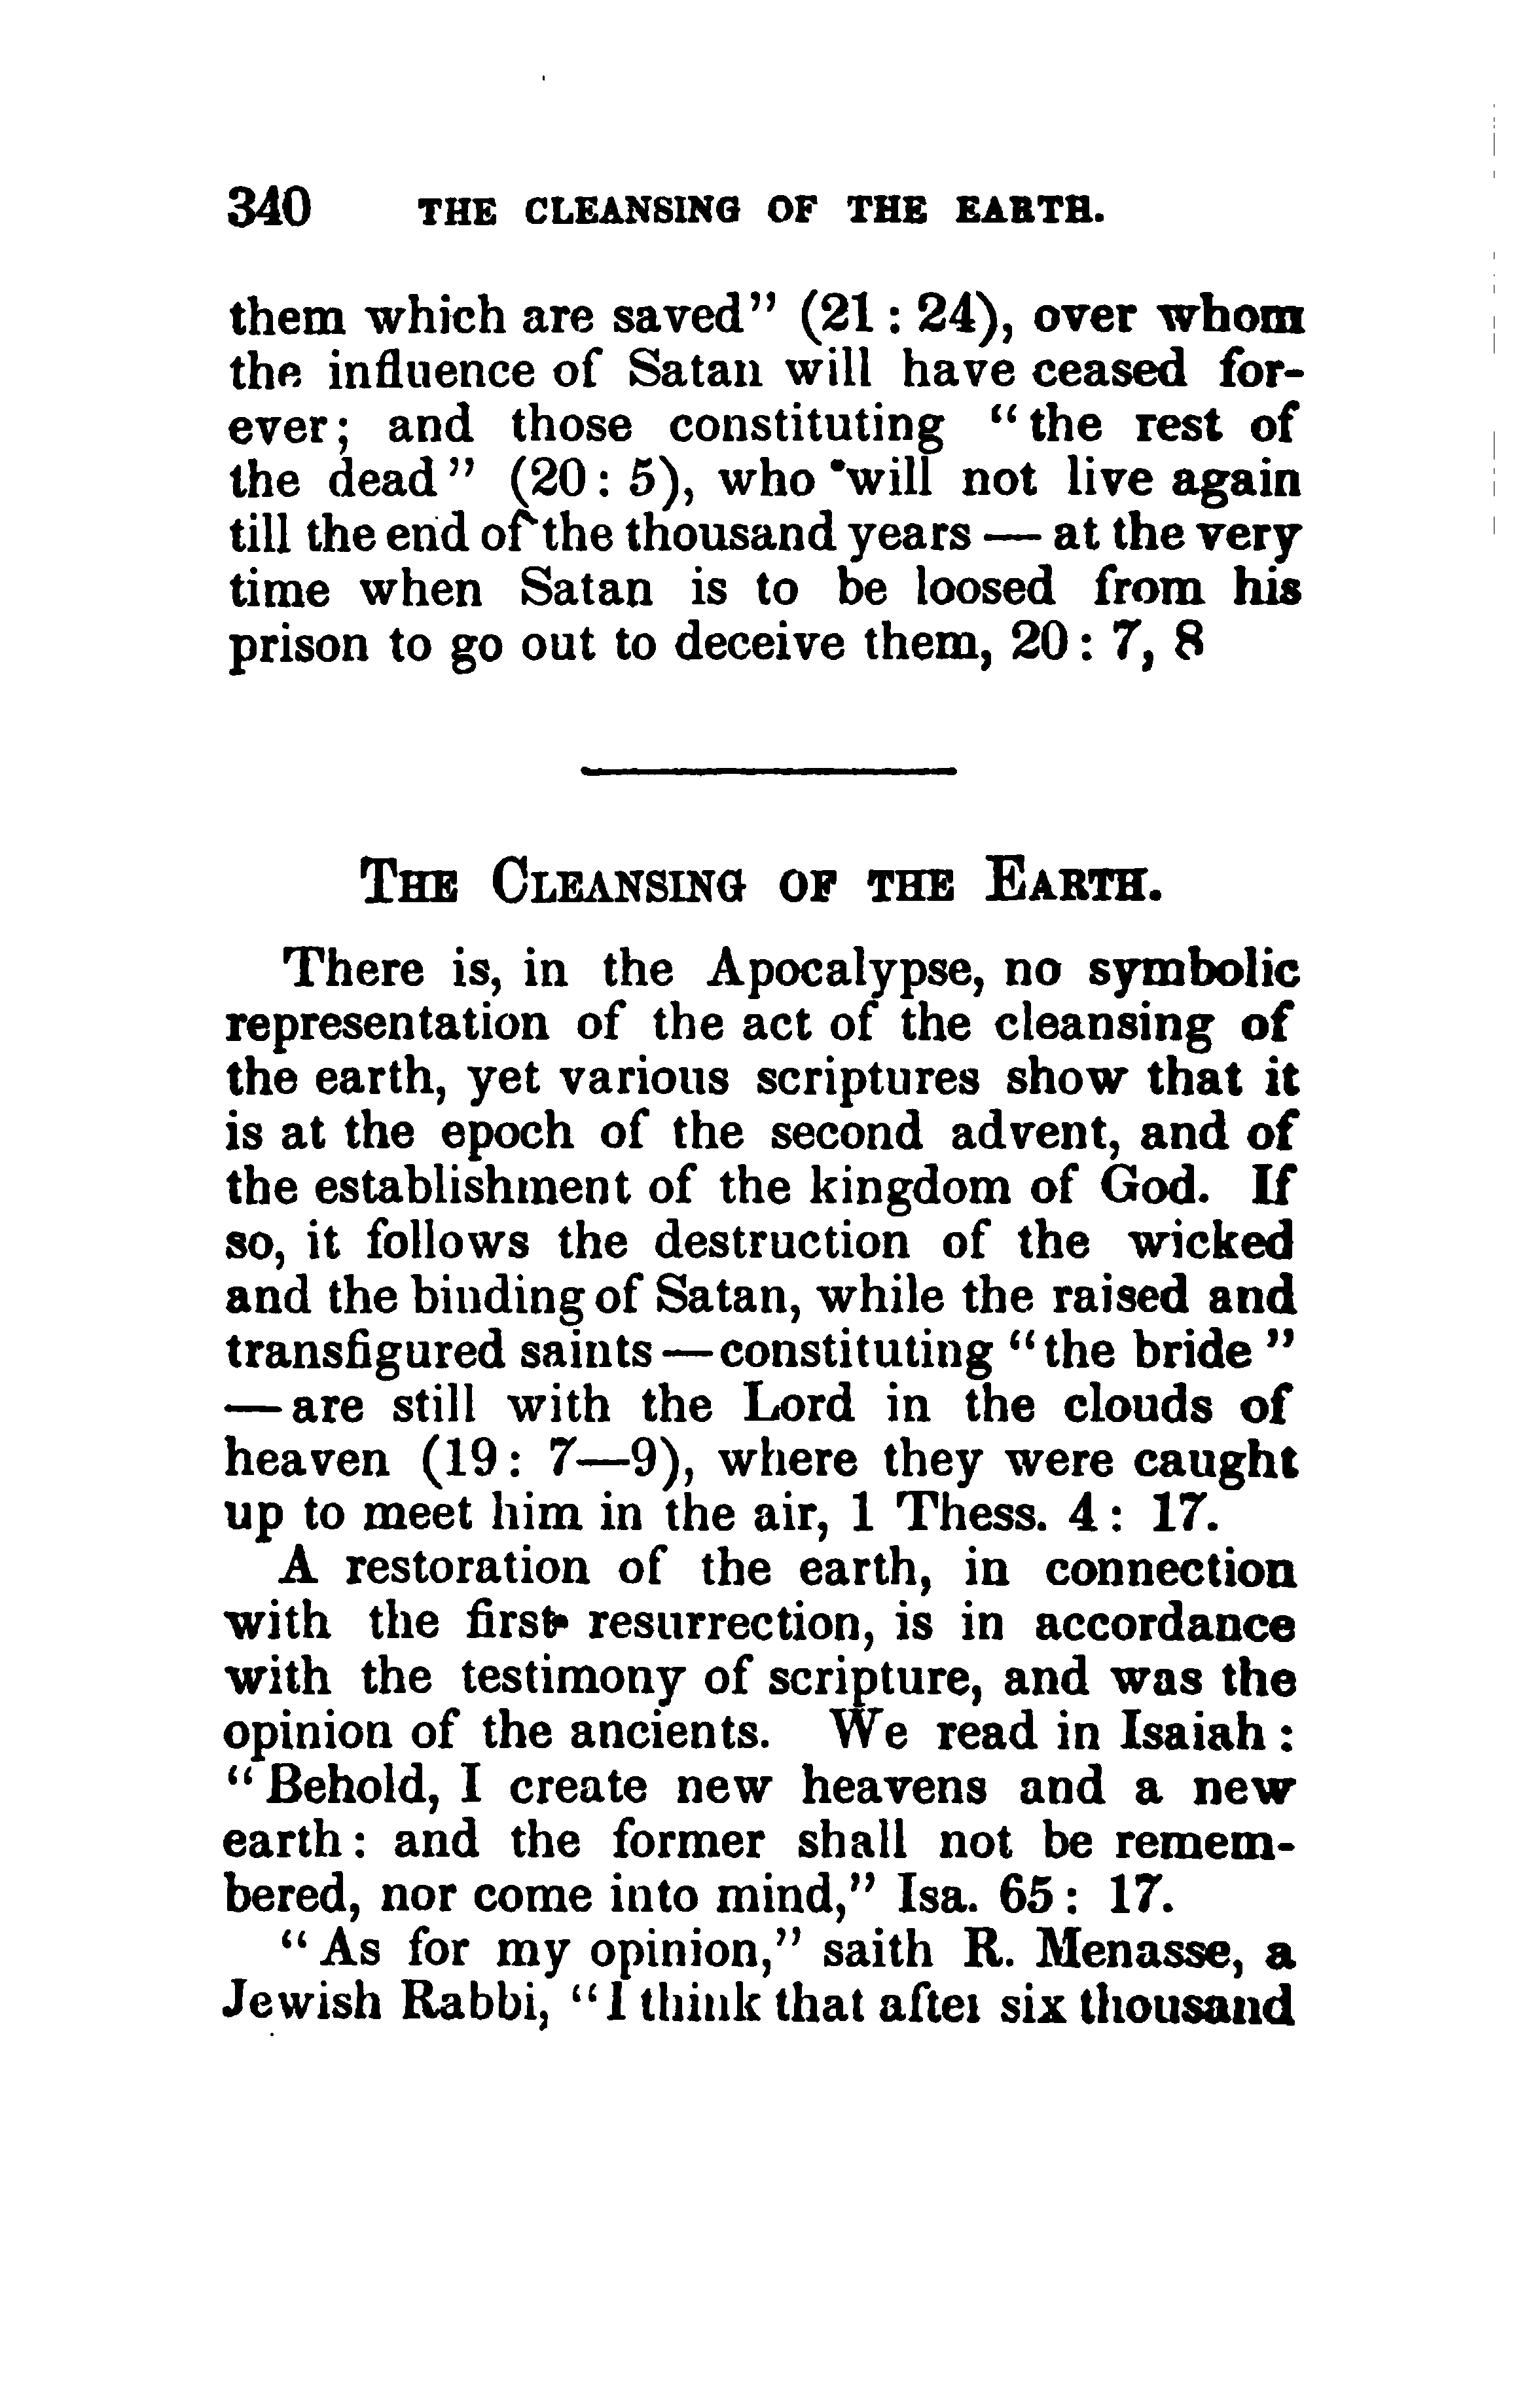 340 THE CLEANSING OF THE EARTH.
them which are saved" (21 : 24), over whom
the influence of Satan will have ceased for-
ever; and those constituting "the rest of
the dead" (20: 5), who will not live again
till the end of the thousand years — at the very
time when Satan is to be loosed from his
prison to go out to deceive them, 20: 7, 8
THE CLEANSING OF THE EARTH.
There is, in the Apocalypse, no symbolic
representation of the act of the cleansing of
the earth, yet various scriptures show that it
is at the epoch of the second advent, and of
the establishment of the kingdom of God. If
so, it follows the destruction of the wicked
and the binding of Satan, while the raised and
transfigured saints—constituting "the bride"
—are still with the Lord in the clouds of
heaven (19: 7—9), where they were caught
up to meet him in the air, 1 Thess. 4: 17.
A restoration of the earth, in connection
with the first resurrection, is in accordance
with the testimony of scripture, and was the
opinion of the ancients. We read in Isaiah:
"Behold, I create new heavens and a new
earth: and the former shall not be remem-
bered, nor come into mind," Isa. 65: 17.
"As for my opinion," saith R. Menasse, a
Jewish Rabbi, "I think that after six thousand